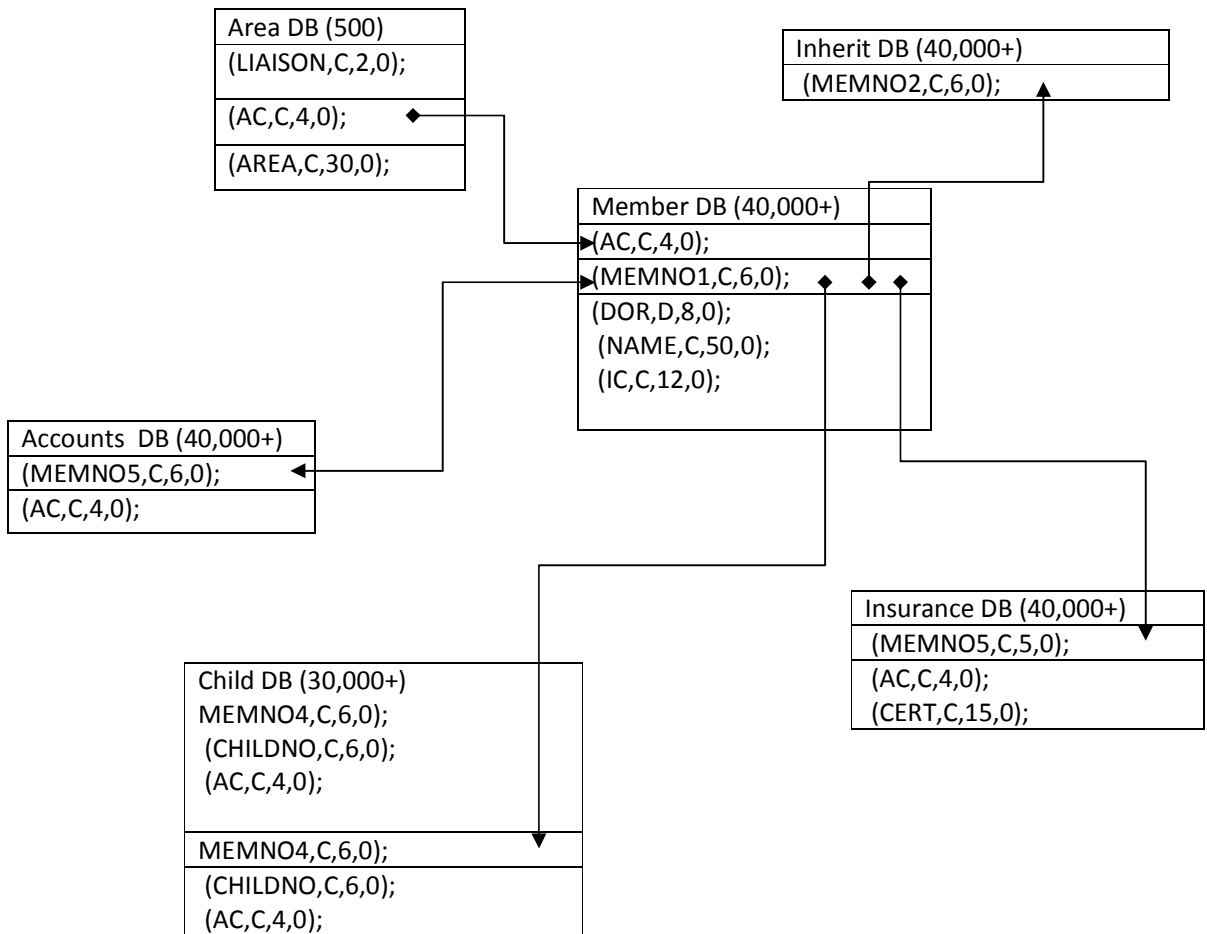 Area DB (500)
(LIAISON,C,2,0);
(AC,C,4,0);
(AREA,C,30,0);
Inherit DB (40,000+)
(MEMNO2,C,6,0);
Member DB (40,000+)
(AC,C,4,0);
(MEMNO1,C,6,0);
(DOR,D,8,0);
(NAME,C,50,0);
(IC,C,12,0);
Accounts DB (40,000+)
(MEMNO5,C,6,0);
(AC,C,4,0);
Insurance DB (40,000+)
(MEMNO5,C,5,0);
(AC,C,4,0);
(CERT,C,15,0);
Child DB (30,000+)
MEMNO4,C,6,0);
(CHILDNO,C,6,0);
(AC,C,4,0);
MEMNO4,C,6,0);
(CHILDNO,C,6,0);
(AC,C,4,0);